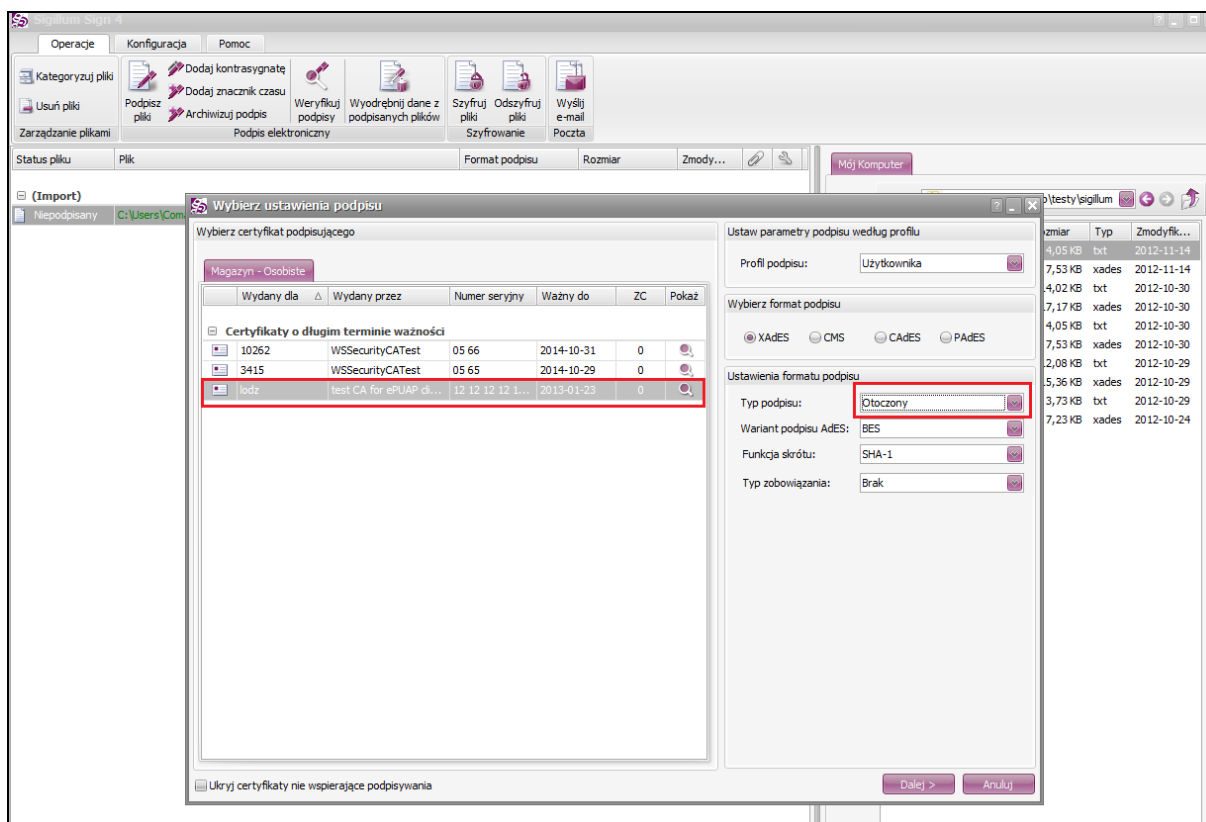 Sigillum Sign 4
Operacje Konfiguracja Pomoc
Kategoryzuj pliki
Usuń pliki
Zarządzanie plikami
Podpisz pliki
Dodaj kontrasygnatę
Dodaj znacznik czasu
Archiwizuj podpis
Weryfikuj podpisy
Wyodrębnij dane z podpisanych plików
Podpis elektroniczny
Szyfruj pliki
Odszyfruj pliki
Szyfrowanie
Wyślij e-mail
Poczta
Status pliku Plik Format podpisu Rozmiar Zmody...
(Import)
Niepodpisany C:\Users\Com
Mój Komputer
\testy\sigillum
zmiar Typ Zmodyfik...
4,05 KB txt 2012-11-14
7,53 KB xades 2012-11-14
4,02 KB txt 2012-10-30
7,17 KB xades 2012-10-30
4,05 KB txt 2012-10-30
7,53 KB xades 2012-10-30
2,08 KB txt 2012-10-29
5,36 KB xades 2012-10-29
3,73 KB txt 2012-10-29
7,23 KB xades 2012-10-24
Wybierz ustawienia podpisu
Wybierz certyfikat podpisującego
Magazyn - Osobiste
Wydany dla Wydany przez Numer seryjny Ważny do ZC Pokaż
Certyfikaty o długim terminie ważności
10262 WSSecurityCATest 05 66 2014-10-31 0
3415 WSSecurityCATest 05 65 2014-10-29 0
lodz test CA for ePUAP cli... 12 12 12 12 1... 2013-01-23 0
Ukryj certyfikaty nie wspierające podpisywania
Ustaw parametry podpisu według profilu
Profil podpisu: Użytkownika
Wybierz format podpisu
XAdES CMS CAdES PAdES
Ustawienia formatu podpisu
Typ podpisu: Otoczony
Wariant podpisu AdES: BES
Funkcja skrótu: SHA-1
Typ zobowiązania: Brak
Dalej > Anuluj